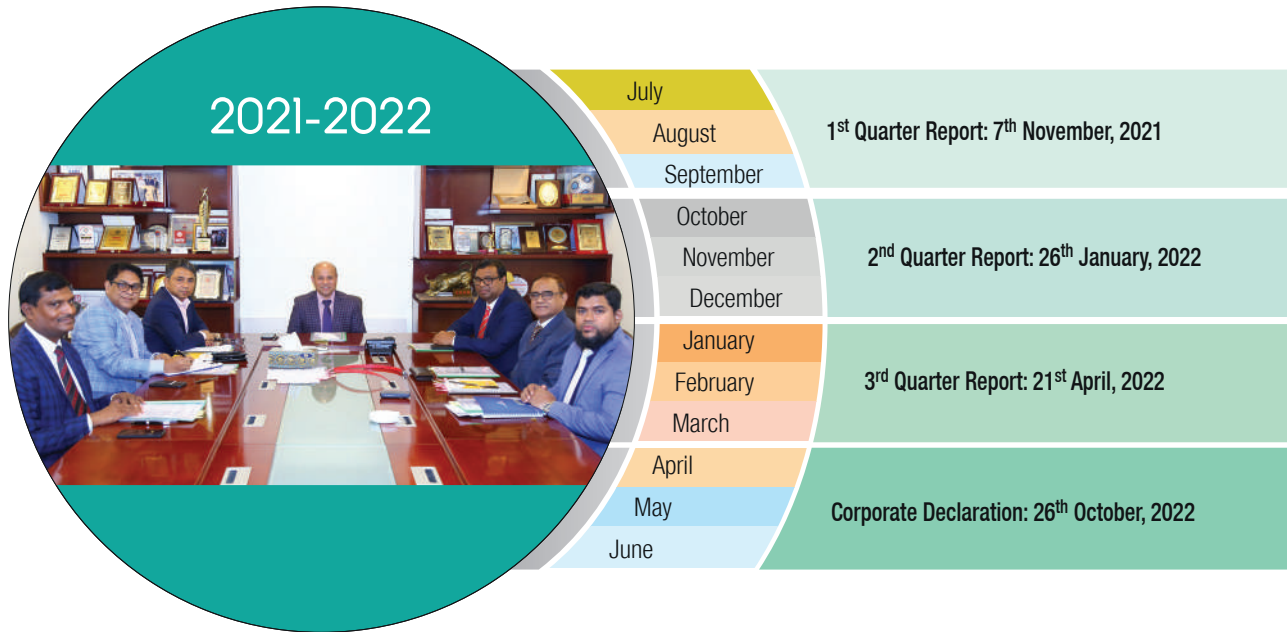 2021-2022
July
August
September
1st Quarter Report: 7th November, 2021
October
November
December
2nd Quarter Report: 26th January, 2022
January
February
March
3rd Quarter Report: 21st April, 2022
April
May
June
Corporate Declaration: 26th October, 2022